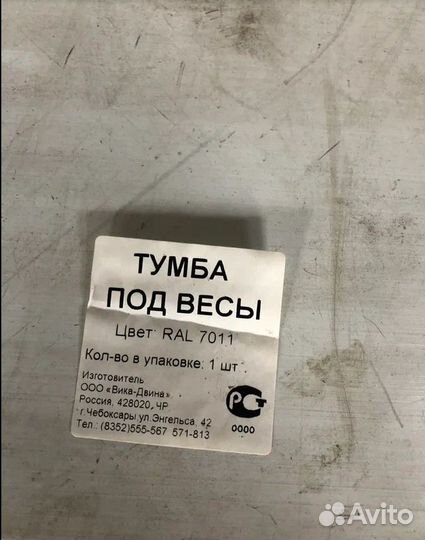 ТУМБА
ПОД ВЕСЫ
Цвет: RAL 7011
Кол-во в упаковке: 1 шт.
Изготовитель
ООО «Вика-Двина»
Россия, 428020, ЧР
г.Чебоксары ул.Энгельса, 42
Тел.: (8352)555-567 571-813
РСТ
0000
Avito